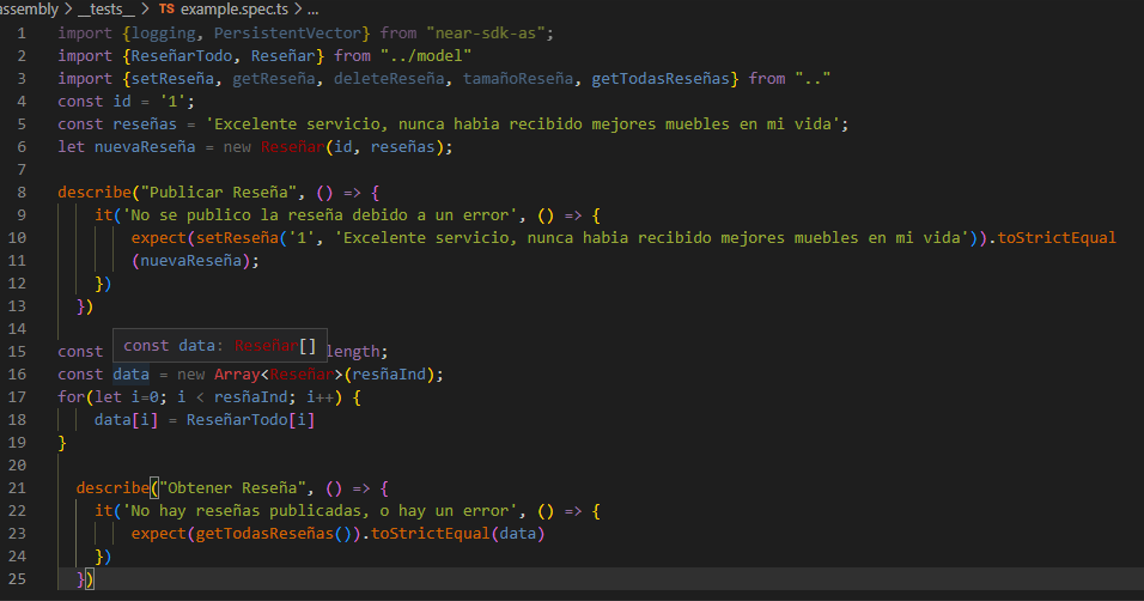 assembly > __tests__ > TS example.spec.ts > ...
1 import {logging, PersistentVector} from "near-sdk-as";
2 import {ReseñarTodo, Reseñar} from "../model"
3 import {setReseña, getReseña, deleteReseña, tamañoReseña, getTodasReseñas} from ".."
4 const id = '1';
5 const reseñas = 'Excelente servicio, nunca habia recibido mejores muebles en mi vida';
6 let nuevaReseña = new Reseñar(id, reseñas);
7
8 describe("Publicar Reseña", () => {
9 it('No se publico la reseña debido a un error', () => {
10 expect(setReseña('1', 'Excelente servicio, nunca habia recibido mejores muebles en mi vida')).toStrictEqual
11 (nuevaReseña);
12 })
13 })
14
const data: Reseñar[]
15 const length;
16 const data = new Array<Reseñar>(resñaInd);
17 for(let i=0; i < resñaInd; i++) {
18 data[i] = ReseñarTodo[i]
19 }
20
21 describe("Obtener Reseña", () => {
22 it('No hay reseñas publicadas, o hay un error', () => {
23 expect(getTodasReseñas()).toStrictEqual(data)
24 })
25 })